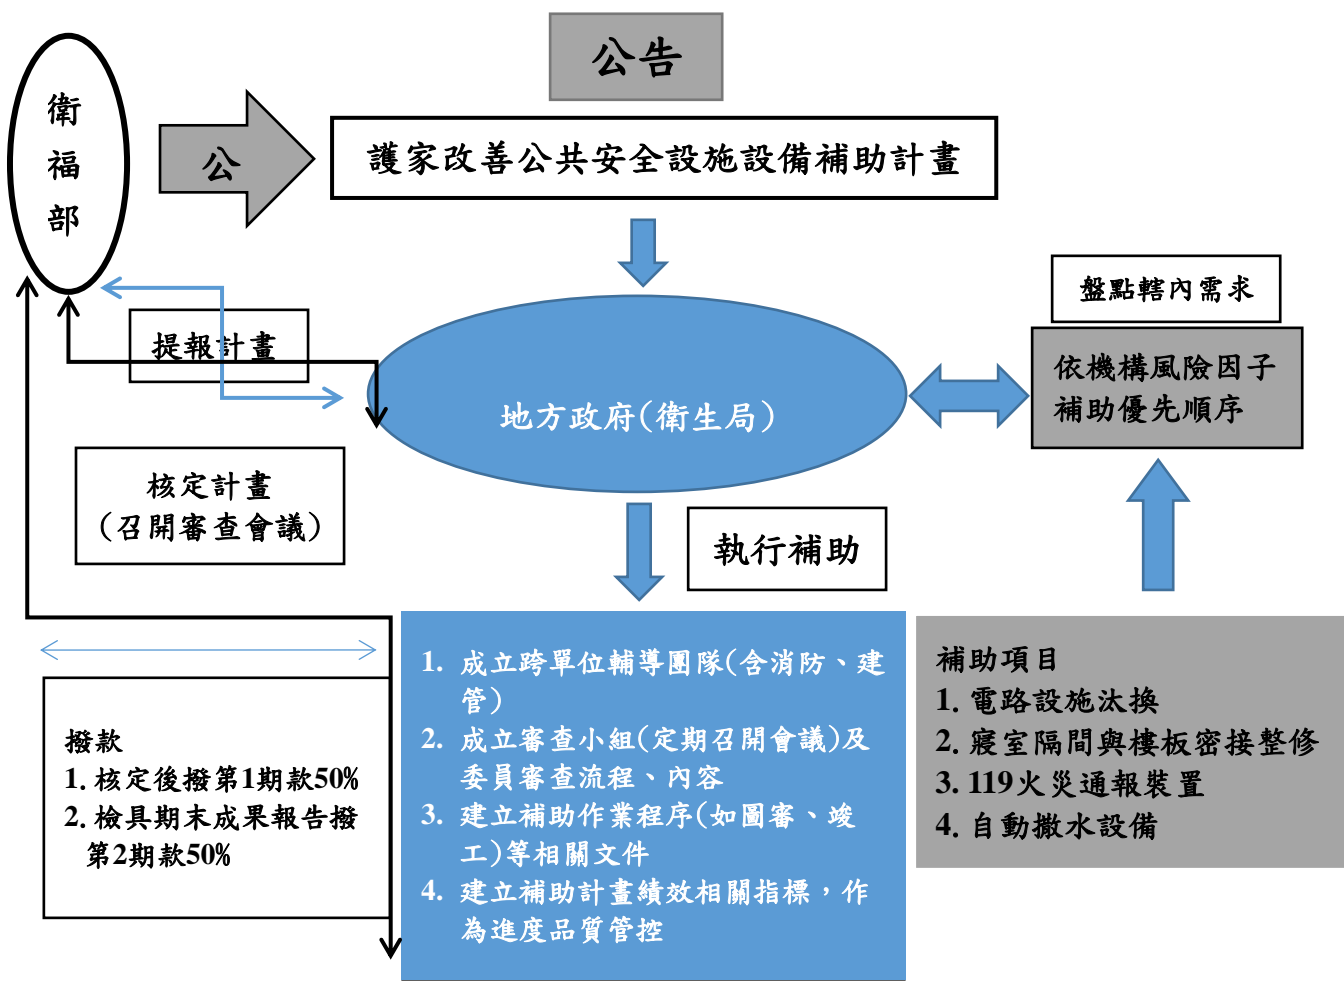 公告
衛
福
部
公
護家改善公共安全設施設備補助計畫
提報計畫
盤點轄內需求
依機構風險因子
補助優先順序
地方政府(衛生局)
核定計畫
(召開審查會議)
執行補助
撥款
1. 核定後撥第1期款50%
2. 檢具期末成果報告撥
第2期款50%
1. 成立跨單位輔導團隊(含消防、建
管)
2. 成立審查小組(定期召開會議)及
委員審查流程、內容
3. 建立補助作業程序(如圖審、竣
工)等相關文件
4. 建立補助計畫績效相關指標，作
為進度品質管控
補助項目
1. 電路設施汰換
2. 寢室隔間與樓板密接整修
3. 119火災通報裝置
4. 自動撒水設備